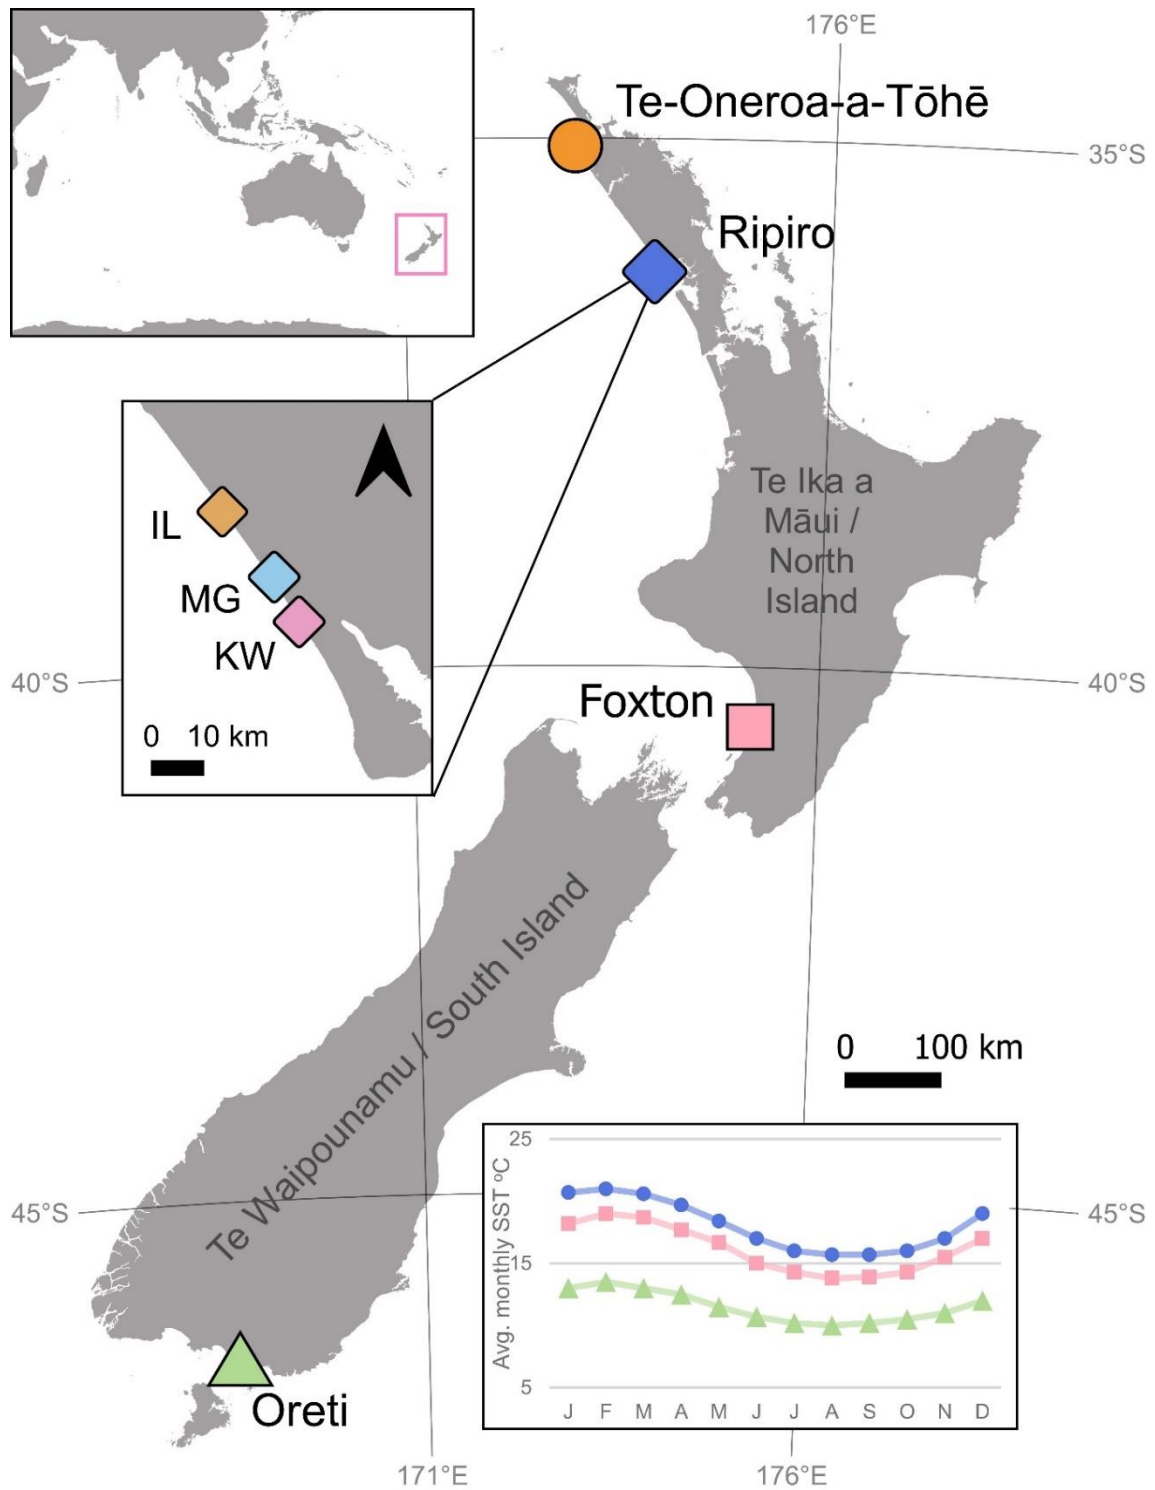 176°E
Te-Oneroa-a-Tōhē
35°S
Ripiro
Te Ika a
Māui /
North
Island
IL
MG
KW
0 10 km
40°S
40°S
Foxton
Te Waipounamu / South Island
0 100 km
45°S
45°S
Oreti
25
15
5
Avg. monthly SST ºC
J F M A M J J A S O N D
171°E
176°E